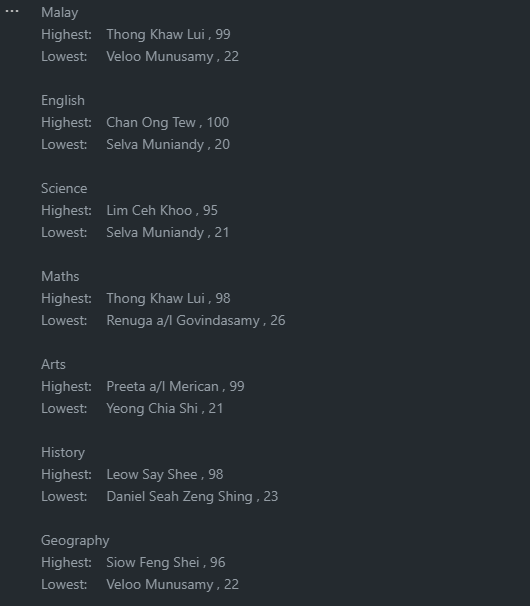 ...
Malay
Highest: Thong Khaw Lui , 99
Lowest: Veloo Munusamy , 22
English
Highest: Chan Ong Tew , 100
Lowest: Selva Muniandy , 20
Science
Highest: Lim Ceh Khoo , 95
Lowest: Selva Muniandy , 21
Maths
Highest: Thong Khaw Lui , 98
Lowest: Renuga a/l Govindasamy , 26
Arts
Highest: Preeta a/l Merican , 99
Lowest: Yeong Chia Shi , 21
History
Highest: Leow Say Shee , 98
Lowest: Daniel Seah Zeng Shing , 23
Geography
Highest: Siow Feng Shei , 96
Lowest: Veloo Munusamy , 22